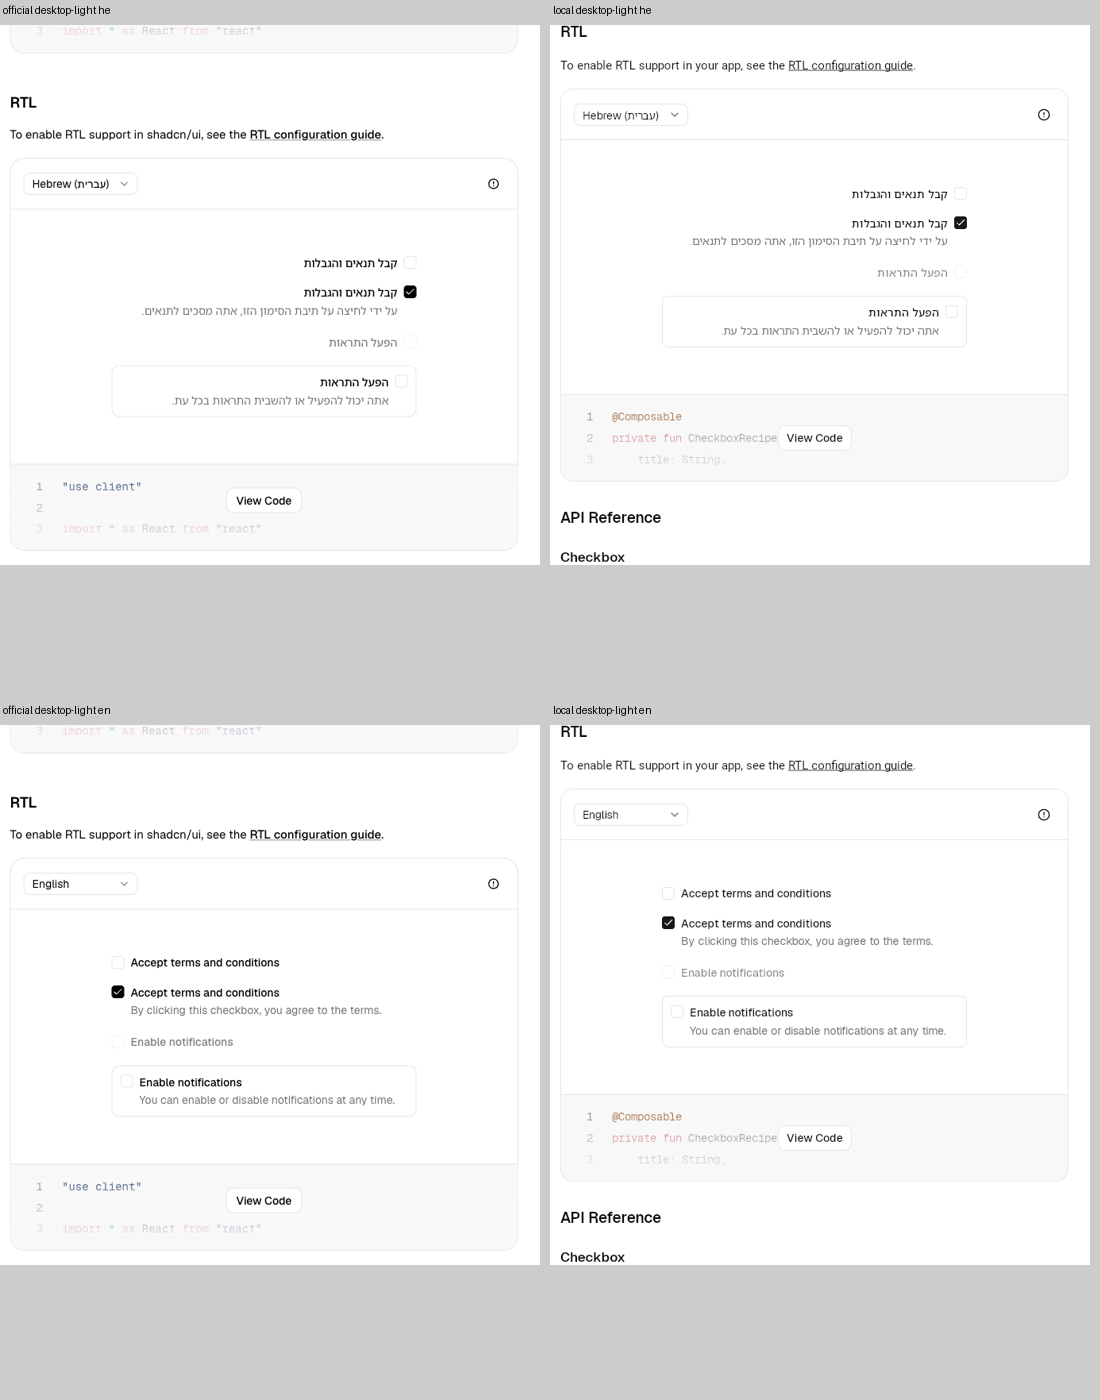 official desktop-light he
3 import * as React from "react"
RTL
To enable RTL support in shadcn/ui, see the RTL configuration guide.
Hebrew (עברית)
קבל תנאים והגבלות
קבל תנאים והגבלות
על ידי לחיצה על תיבת הסימון הזו, אתה מסכים לתנאים.
הפעל התראות
הפעל התראות
אתה יכול להפעיל או להשבית התראות בכל עת.
1 "use client"
2
View Code
3 import * as React from "react"
local desktop-light he
RTL
To enable RTL support in your app, see the RTL configuration guide.
Hebrew (עברית)
קבל תנאים והגבלות
קבל תנאים והגבלות
על ידי לחיצה על תיבת הסימון הזו, אתה מסכים לתנאים.
הפעל התראות
הפעל התראות
אתה יכול להפעיל או להשבית התראות בכל עת.
1 @Composable
2 private fun CheckboxRecipe
View Code
3 title: String,
API Reference
Checkbox
official desktop-light en
3 import * as React from "react"
RTL
To enable RTL support in shadcn/ui, see the RTL configuration guide.
English
Accept terms and conditions
Accept terms and conditions
By clicking this checkbox, you agree to the terms.
Enable notifications
Enable notifications
You can enable or disable notifications at any time.
1 "use client"
2
View Code
3 import * as React from "react"
local desktop-light en
RTL
To enable RTL support in your app, see the RTL configuration guide.
English
Accept terms and conditions
Accept terms and conditions
By clicking this checkbox, you agree to the terms.
Enable notifications
Enable notifications
You can enable or disable notifications at any time.
1 @Composable
2 private fun CheckboxRecipe
View Code
3 title: String,
API Reference
Checkbox